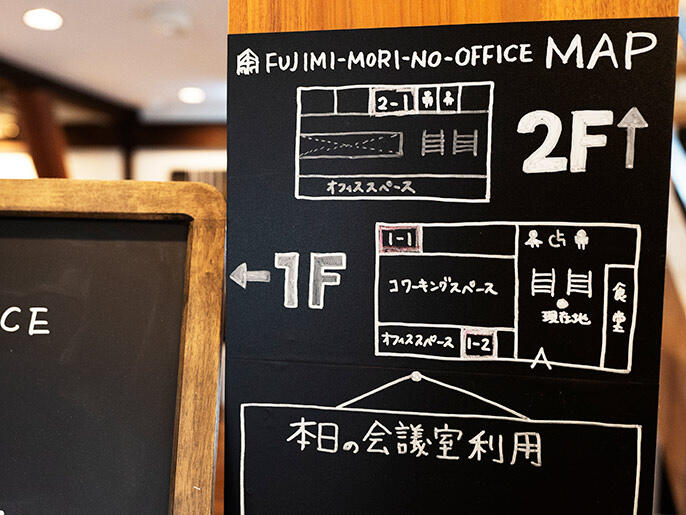 FUJIMI-MORI-NO-OFFICE MAP
2-1
オフィススペース
2F↑
←1F
1-1
コワーキングスペース
オフィススペース
1-2
現在地
食堂
本日の会議室利用
CE